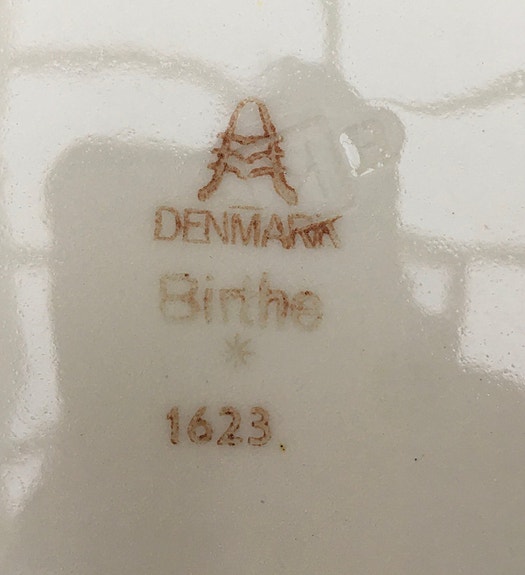 DENMARK
Birthe
*
1623